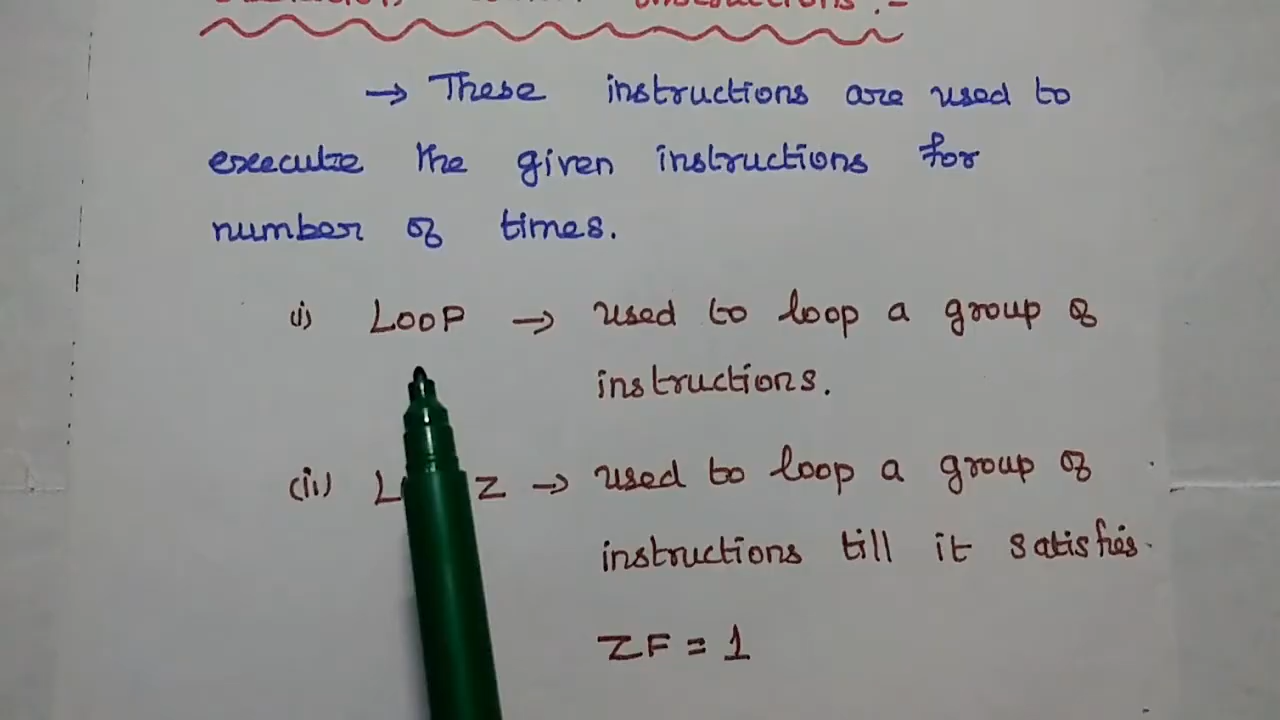 instructions :-
→ These instructions are used to
execute the given instructions for
number of times.
(i) LOOP → used to loop a group of
instructions.
(ii) L Z → used to loop a group of
instructions till it satisfies.
ZF = 1